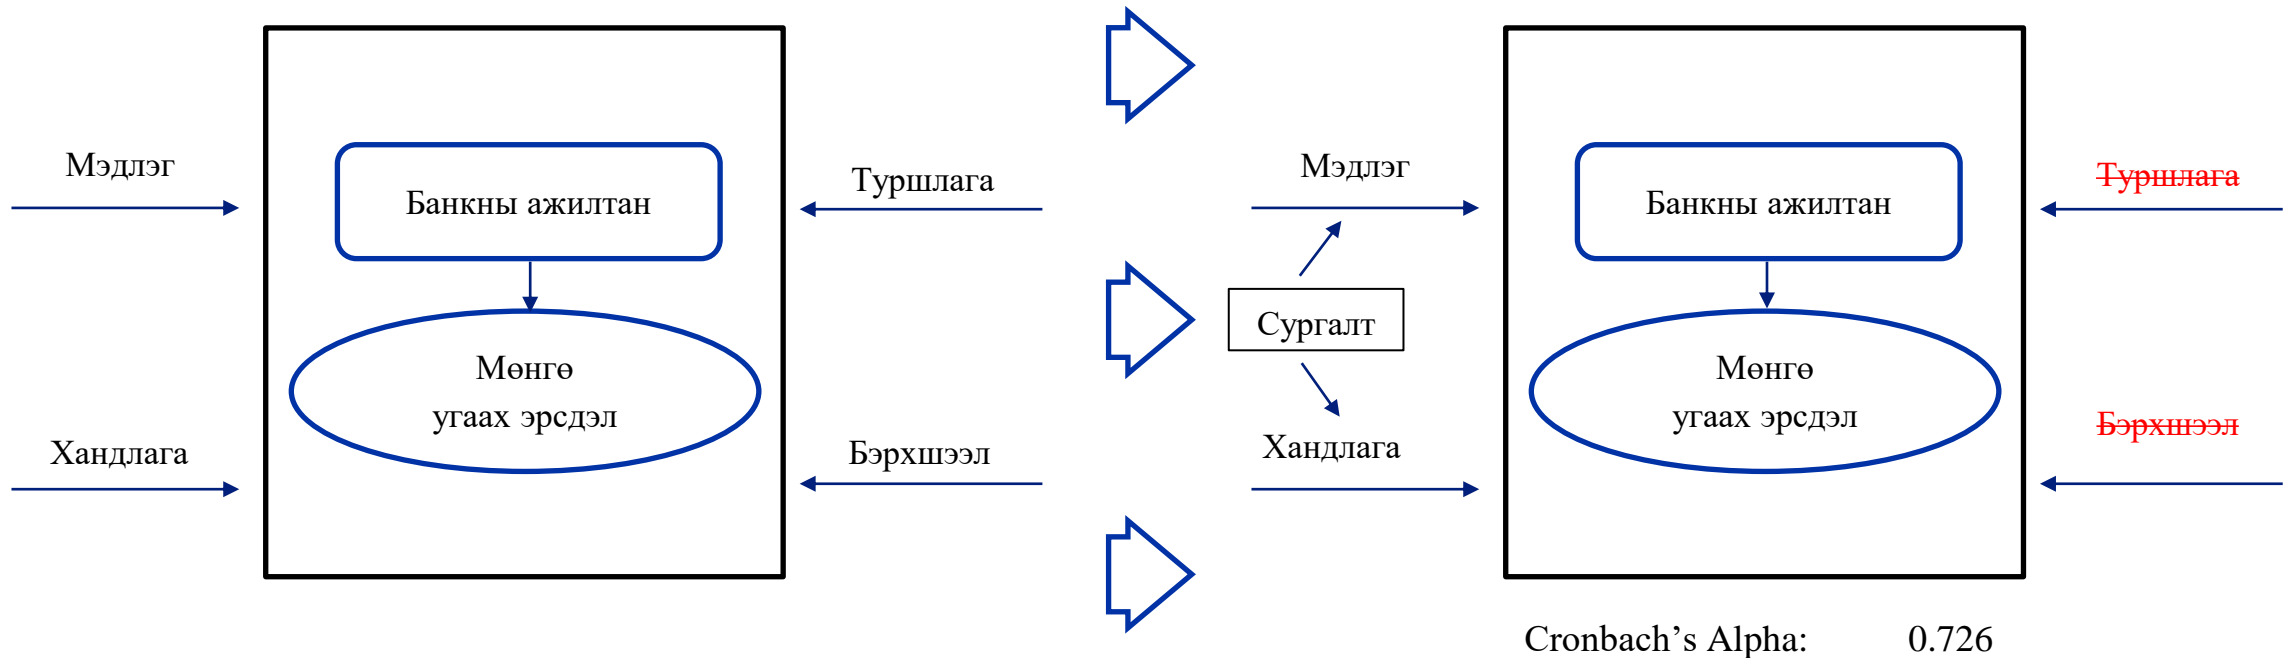 Мэдлэг
Хандлага
Банкны ажилтан
Мөнгө
угаах эрсдэл
Туршлага
Бэрхшээл
Мэдлэг
Сургалт
Хандлага
Банкны ажилтан
Мөнгө
угаах эрсдэл
Туршлага
Бэрхшээл
Cronbach’s Alpha: 0.726